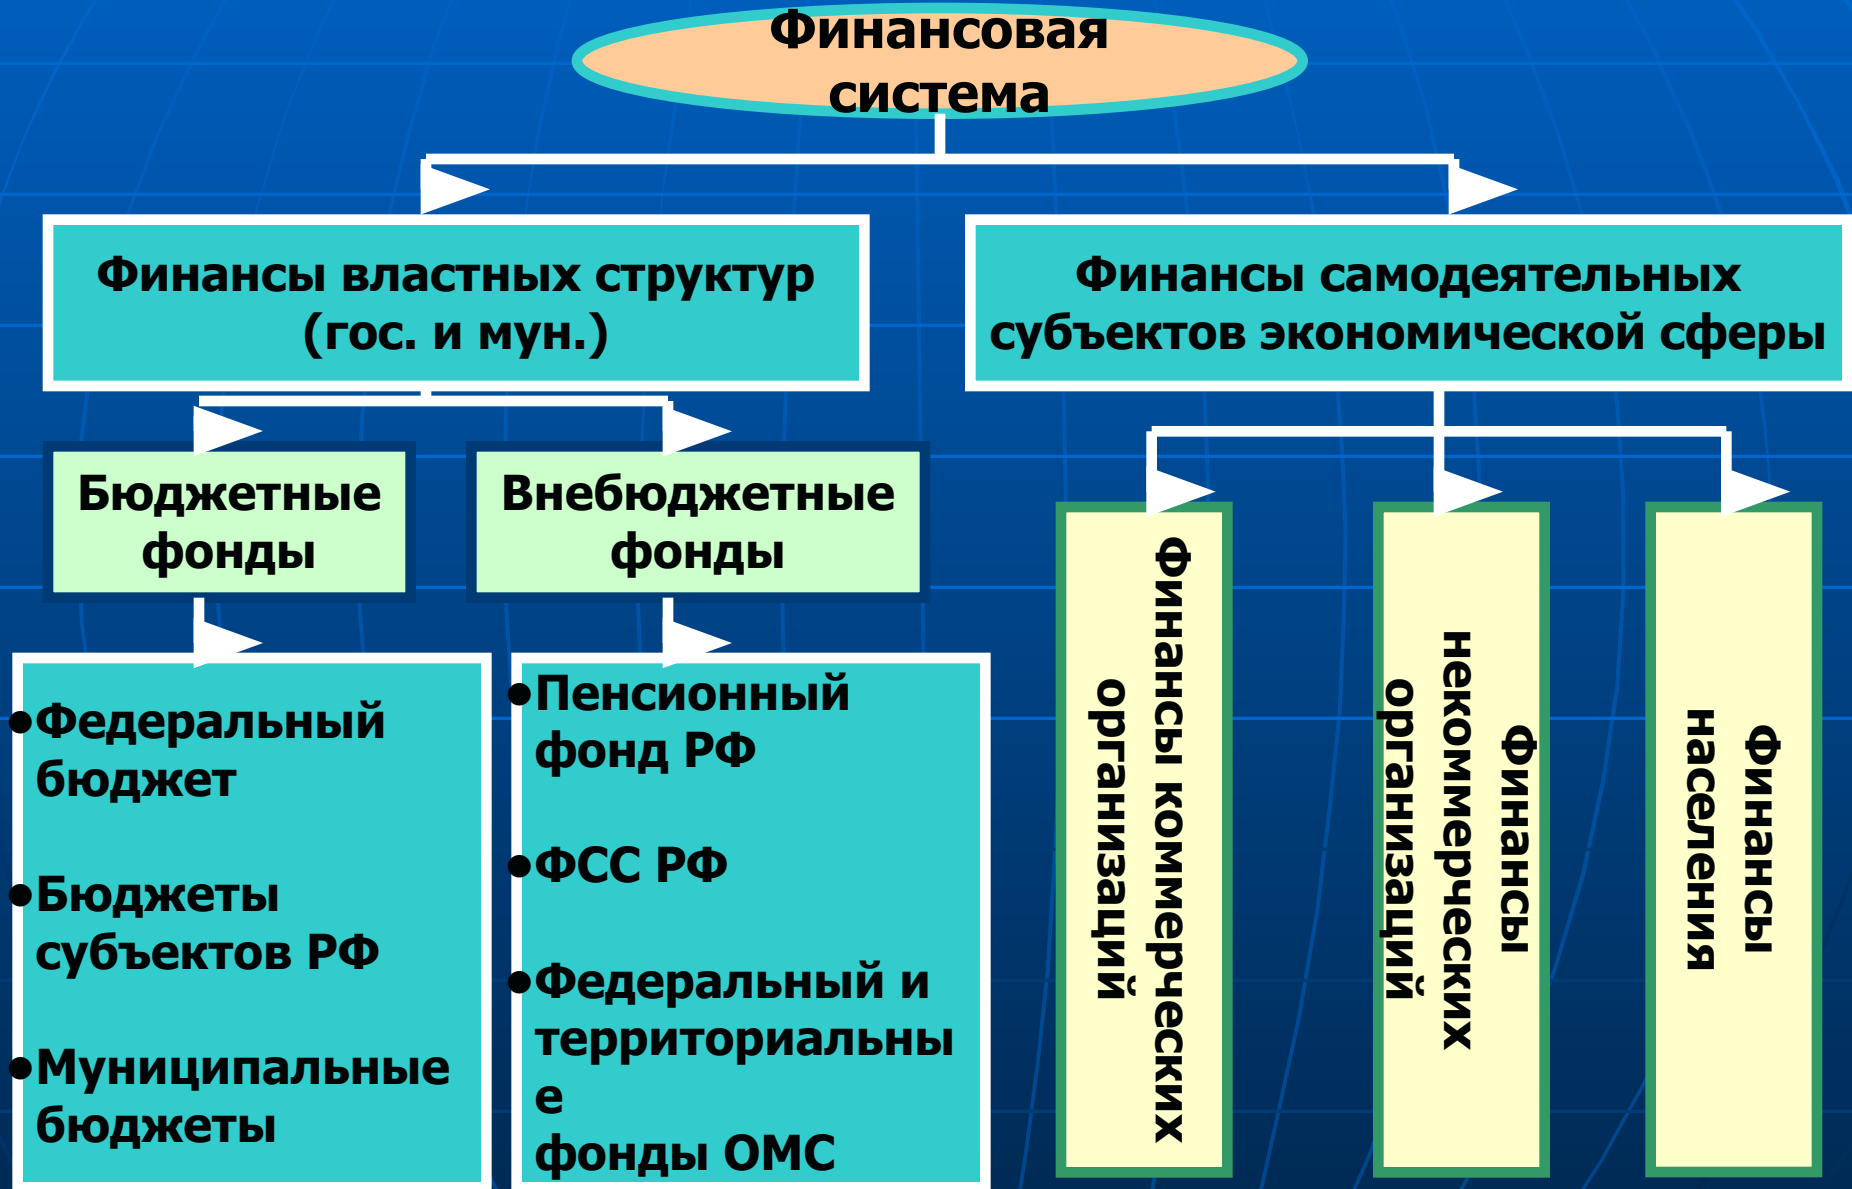 Финансовая
система
Финансы властных структур
(гос. и мун.)
Финансы самодеятельных
субъектов экономической сферы
Бюджетные
фонды
Внебюджетные
фонды
•Федеральный
бюджет
•Бюджеты
субъектов РФ
•Муниципальные
бюджеты
•Пенсионный
фонд РФ
•ФСС РФ
•Федеральный и
территориальны
е
фонды ОМС
Финансы коммерческих
организаций
Финансы
некоммерческих
организаций
Финансы
населения